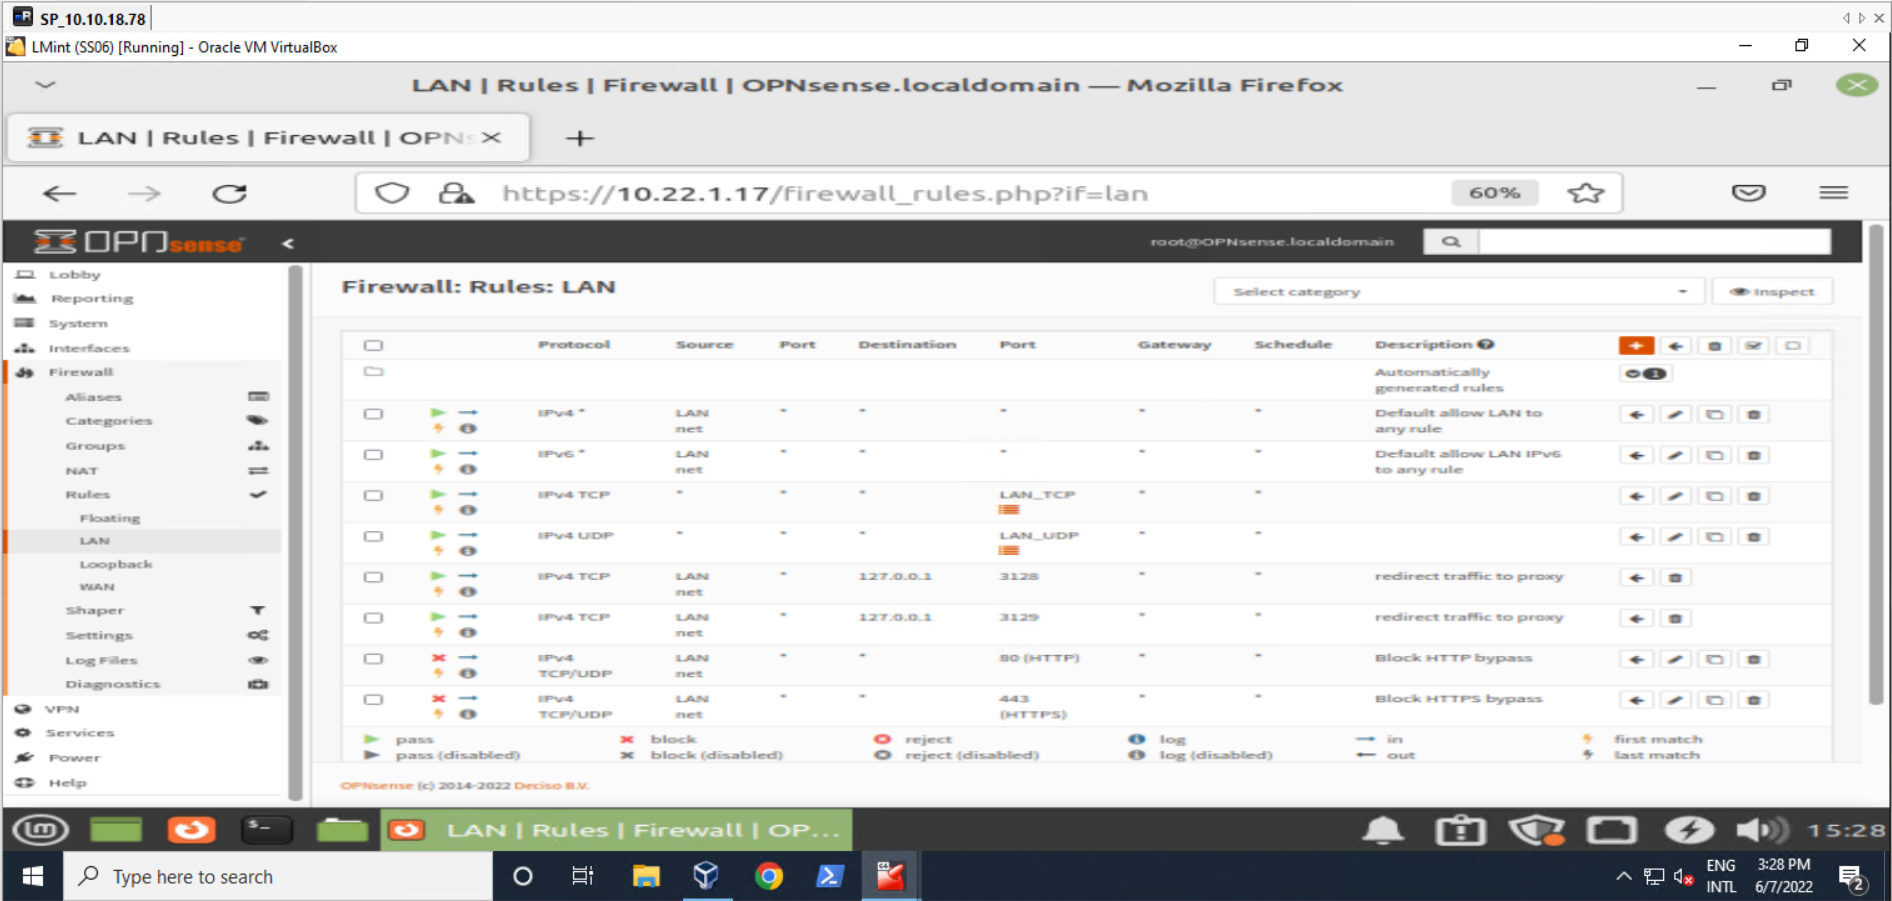 SP_10.10.18.78
LMint (SS06) [Running] - Oracle VM VirtualBox
LAN | Rules | Firewall | OPNsense.localdomain — Mozilla Firefox
LAN | Rules | Firewall | OPNs
https://10.22.1.17/firewall_rules.php?if=lan
60%
OPNsense
root@OPNsense.localdomain
Lobby
Reporting
System
Interfaces
Firewall
Aliases
Categories
Groups
NAT
Rules
Floating
LAN
Loopback
WAN
Shaper
Settings
Log Files
Diagnostics
VPN
Services
Power
Help
Firewall: Rules: LAN
Select category
Inspect
Protocol Source Port Destination Port Gateway Schedule Description
Automatically generated rules 1
IPv4 * LAN net * * * * * Default allow LAN to any rule
IPv6 * LAN net * * * * * Default allow LAN IPv6 to any rule
IPv4 TCP * * * LAN_TCP * *
IPv4 UDP * * * LAN_UDP * *
IPv4 TCP LAN net * 127.0.0.1 3128 * * redirect traffic to proxy
IPv4 TCP LAN net * 127.0.0.1 3129 * * redirect traffic to proxy
IPv4 TCP/UDP LAN net * * 80 (HTTP) * * Block HTTP bypass
IPv4 TCP/UDP LAN net * * 443 (HTTPS) * * Block HTTPS bypass
pass block reject log in first match
pass (disabled) block (disabled) reject (disabled) log (disabled) out last match
OPNsense (c) 2014-2022 Deciso B.V.
LAN | Rules | Firewall | OP...
15:28
Type here to search
ENG
INTL
3:28 PM
6/7/2022
2